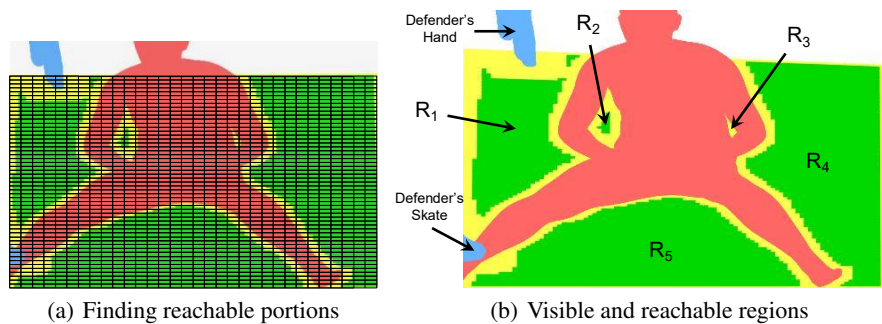 Defender's
Hand
R2
R3
R1
R4
Defender's
Skate
R5
(a) Finding reachable portions
(b) Visible and reachable regions